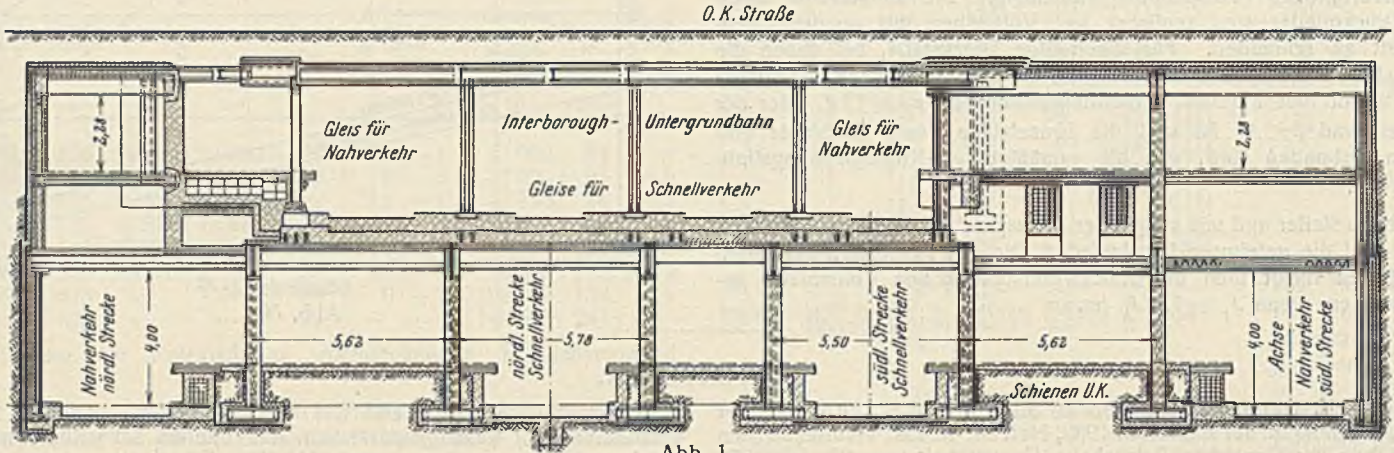 O.K. Straße
Gleis für
Nahverkehr
Interborough - Untergrundbahn
Gleise für Schnellverkehr
Gleis für
Nahverkehr
2,28
2,28
Nahverkehr
nördl. Strecke
4,00
5,62
5,78
nördl. Strecke
Schnellverkehr
5,50
südl. Strecke
Schnellverkehr
5,62
Schienen U.K.
4,00
Achse
Nahverkehr
südl. Strecke
Abb. 1